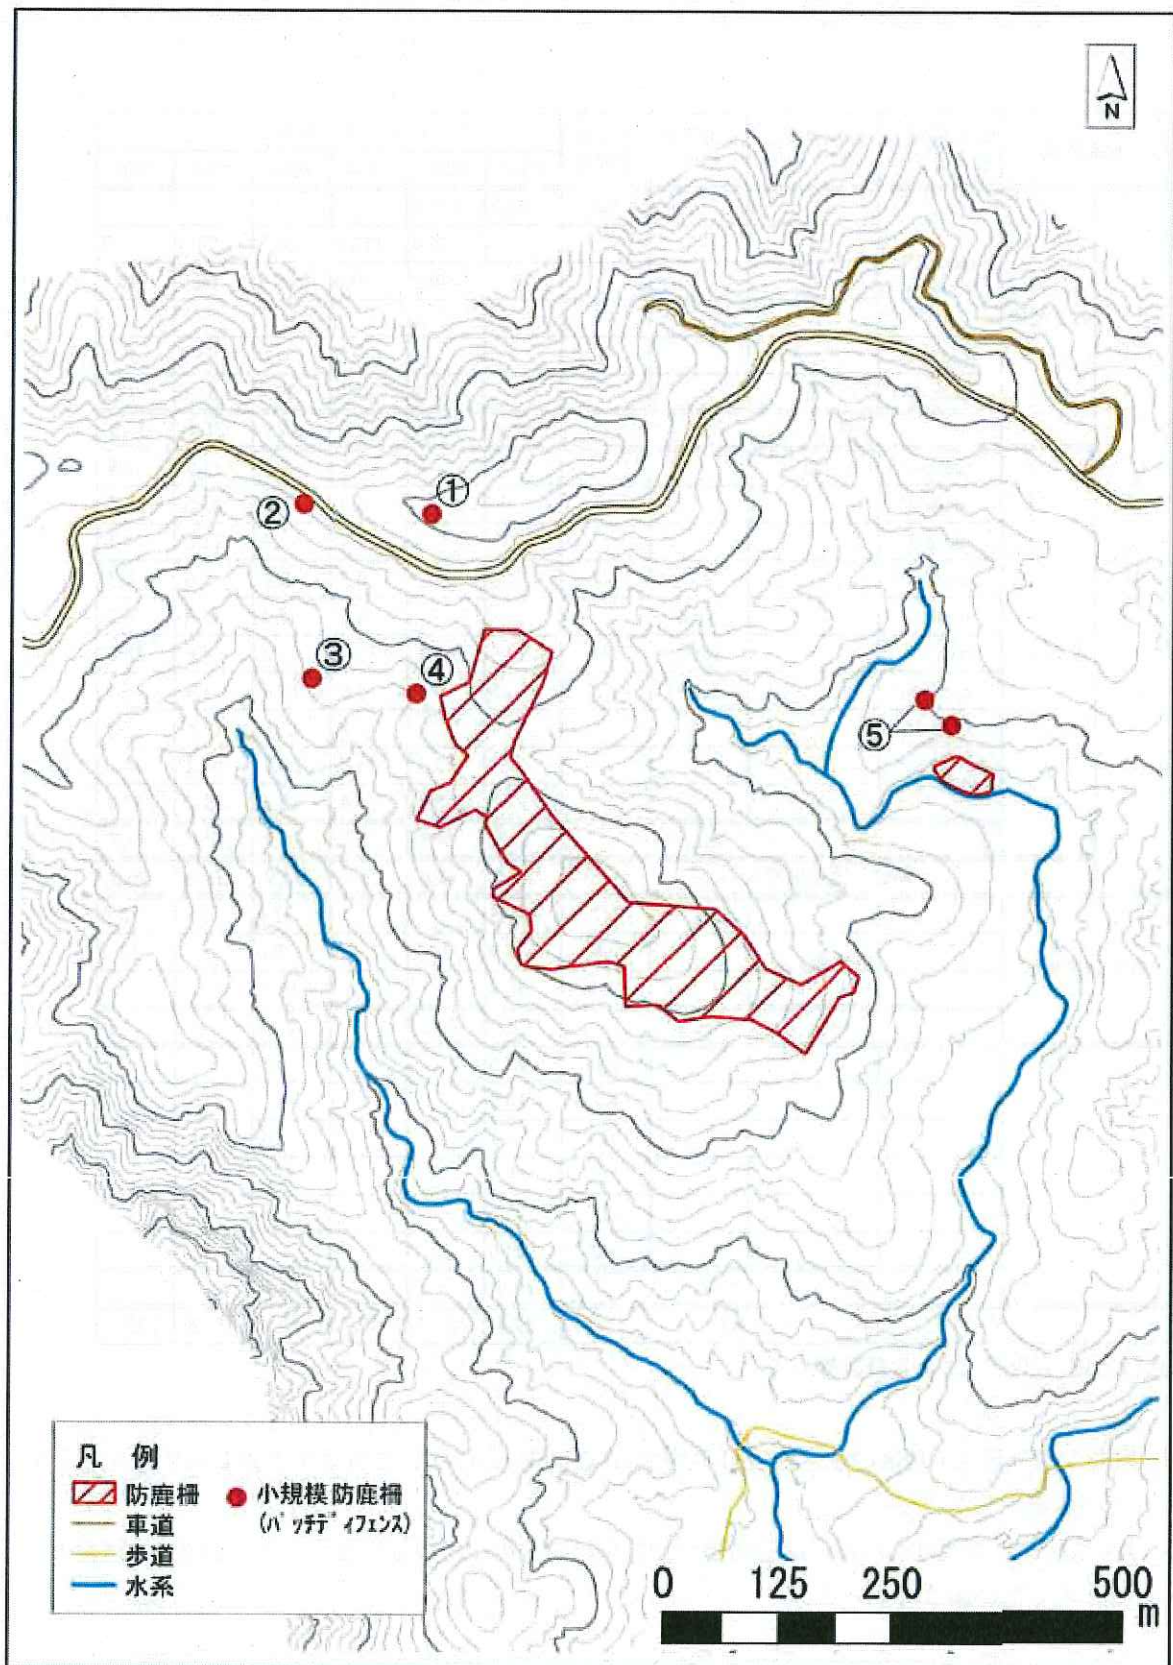 N
①
②
③
④
⑤
凡 例
防鹿柵
小規模防鹿柵
(パッチディフェンス)
車道
歩道
水系
0 125 250 500
m